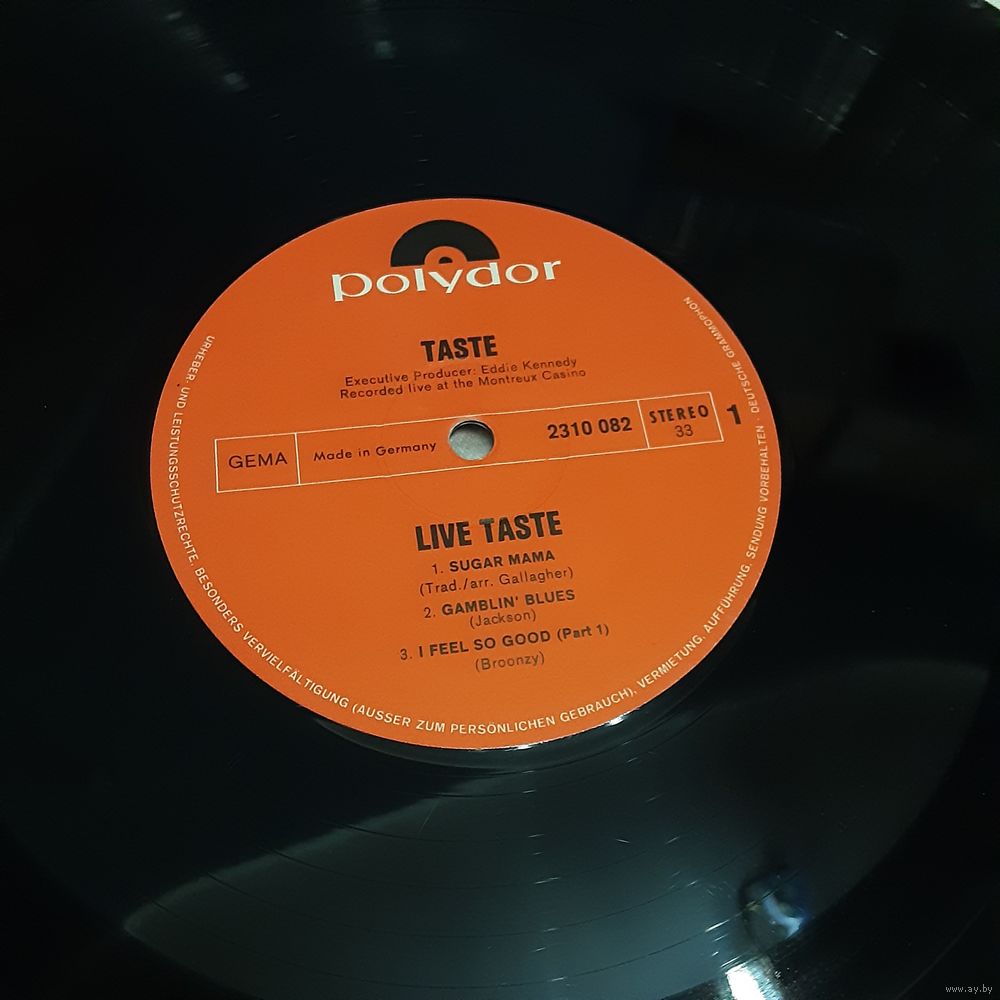 polydor
TASTE
Executive Producer: Eddie Kennedy
Recorded live at the Montreux Casino
GEMA
Made in Germany
2310 082
STEREO
33
1
LIVE TASTE
1. SUGAR MAMA
(Trad./arr. Gallagher)
2. GAMBLIN' BLUES
(Jackson)
3. I FEEL SO GOOD (Part 1)
(Broonzy)
URHEBER- UND LEISTUNGSSCHUTZRECHTE, BESONDERS VERVIELFÄLTIGUNG (AUSSER ZUM PERSÖNLICHEN GEBRAUCH), VERMIETUNG, AUFFÜHRUNG, SENDUNG VORBEHALTEN · DEUTSCHE GRAMMOPHON
www.ay.by